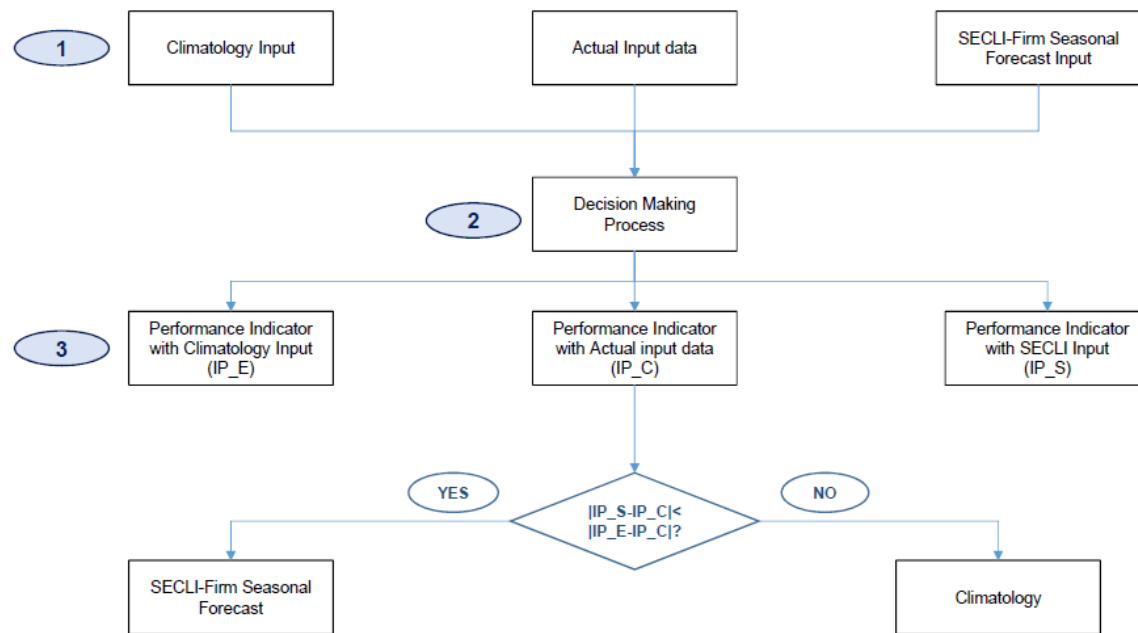 1
Climatology Input
Actual Input data
SECLI-Firm Seasonal
Forecast Input
2
Decision Making
Process
3
Performance Indicator
with Climatology Input
(IP_E)
Performance Indicator
with Actual input data
(IP_C)
Performance Indicator
with SECLI Input
(IP_S)
YES
|IP_S-IP_C|<
|IP_E-IP_C|?
NO
SECLI-Firm Seasonal
Forecast
Climatology